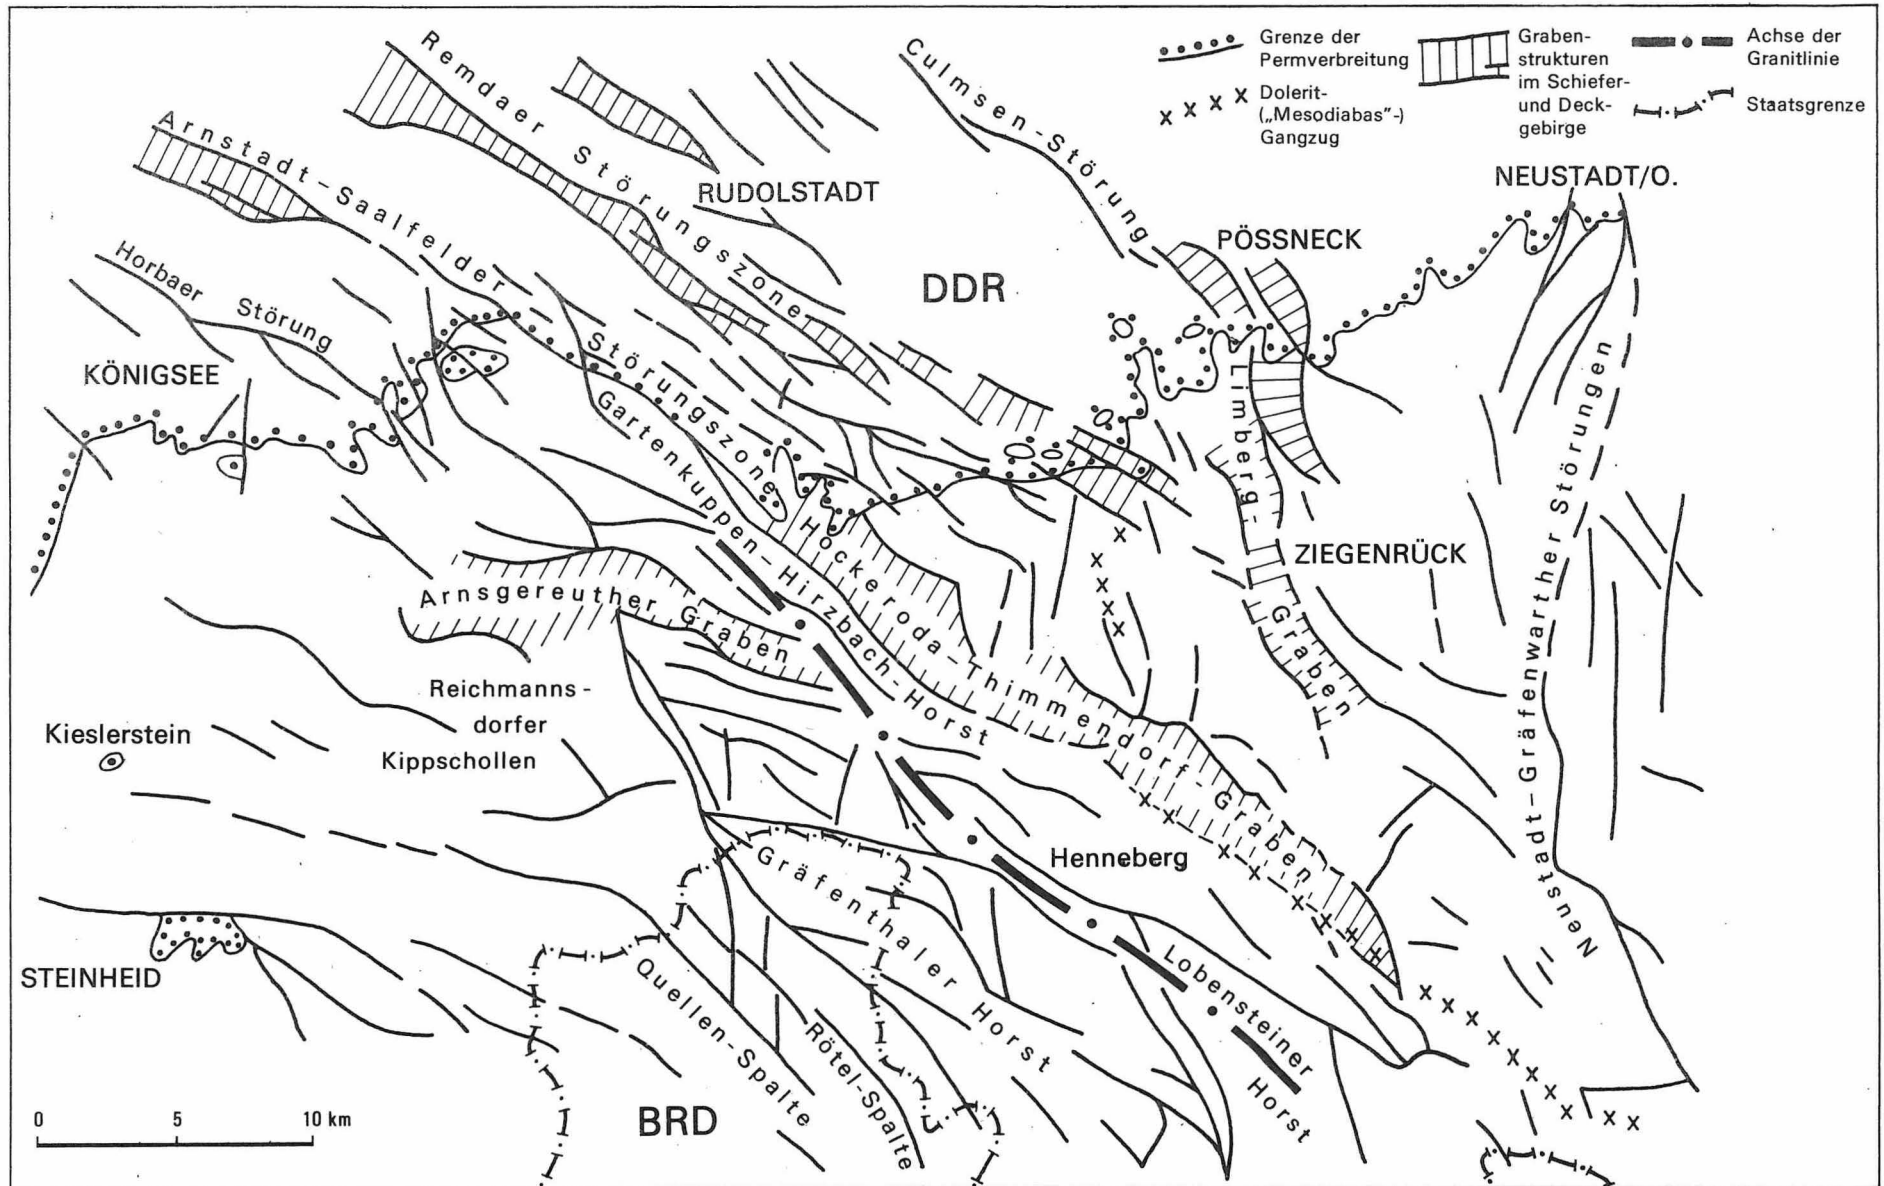 Grenze der
Permverbreitung
Dolerit-
(„Mesodiabas"-)
Gangzug
Graben-
strukturen
im Schiefer-
und Deck-
gebirge
Achse der
Granitlinie
Staatsgrenze
Remdaer Störungszone
Culmsen-Störung
Arnstadt-Saalfelder Störungszone
RUDOLSTADT
NEUSTADT/O.
PÖSSNECK
DDR
Horbaer Störung
KÖNIGSEE
Gartenkuppen-Hirzbach-Horst
Limberg-Graben
Neustadt-Gräfenwarther Störungen
Hockeroda-Thimmendorf-Graben
ZIEGENRÜCK
Arnsgereuther Graben
Reichmanns-
dorfer
Kippschollen
Kieslerstein
Henneberg
Gräfenthaler Horst
Lobensteiner Horst
STEINHEID
Quellen-Spalte
Rötel-Spalte
BRD
0 5 10 km